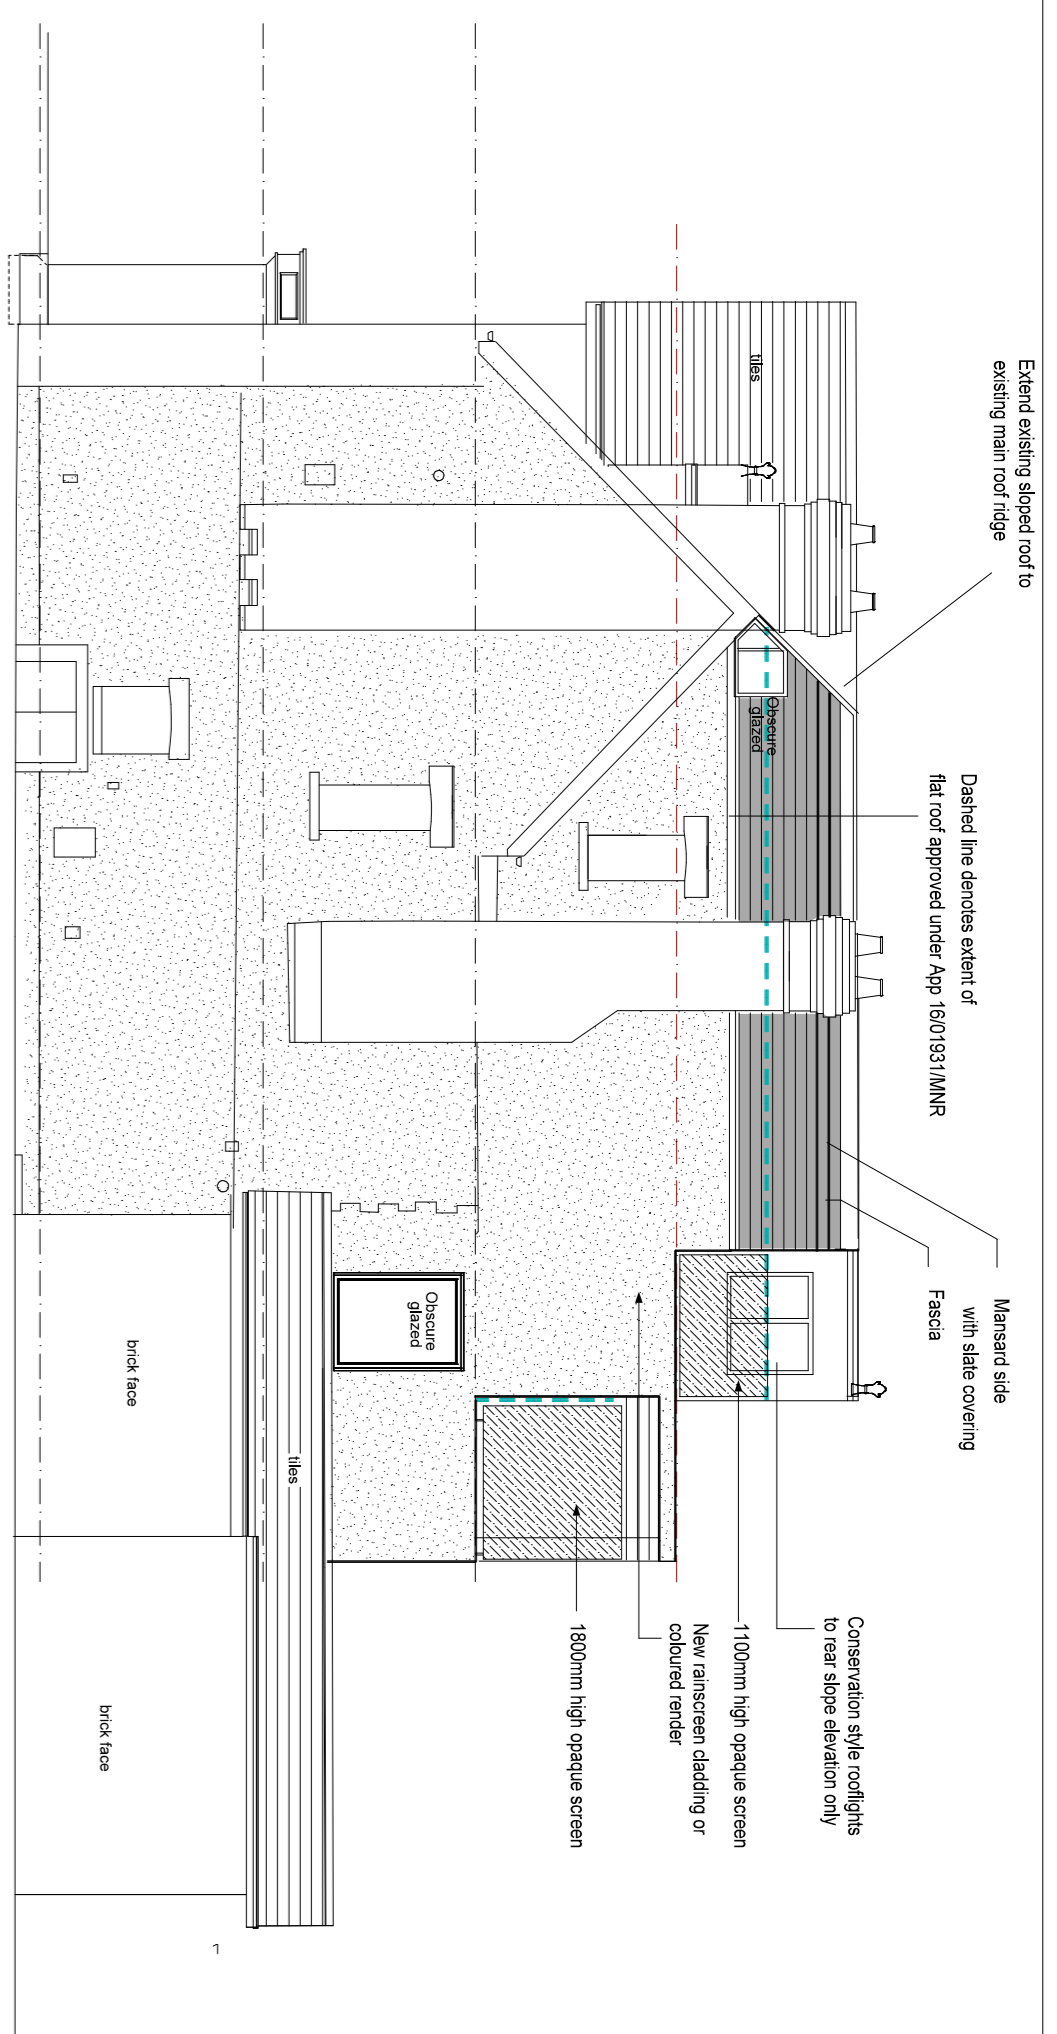 Extend existing sloped roof to
existing main roof ridge
Dashed line denotes extent of
flat roof approved under App 16/01931/MNR
Mansard side
with slate covering
Fascia
Conservation style rooflights
to rear slope elevation only
1100mm high opaque screen
New rainscreen cladding or
coloured render
1800mm high opaque screen
tiles
Obscure
glazed
Obscure
glazed
tiles
brick face
brick face
1